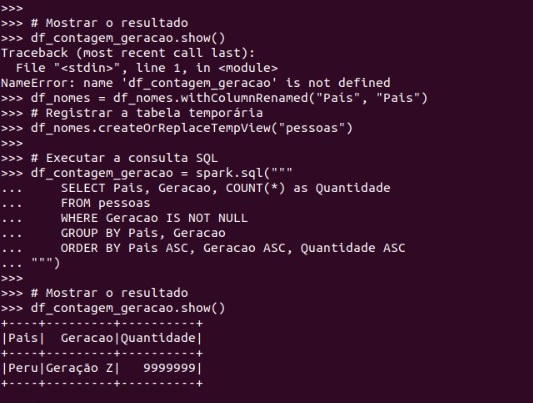 >>>
>>> # Mostrar o resultado
>>> df_contagem_geracao.show()
Traceback (most recent call last):
  File "<stdin>", line 1, in <module>
NameError: name 'df_contagem_geracao' is not defined
>>> df_nomes = df_nomes.withColumnRenamed("Pais", "Pais")
>>> # Registrar a tabela temporária
>>> df_nomes.createOrReplaceTempView("pessoas")
>>>
>>> # Executar a consulta SQL
>>> df_contagem_geracao = spark.sql("""
...     SELECT Pais, Geracao, COUNT(*) as Quantidade
...     FROM pessoas
...     WHERE Geracao IS NOT NULL
...     GROUP BY Pais, Geracao
...     ORDER BY Pais ASC, Geracao ASC, Quantidade ASC
... """)
>>>
>>> # Mostrar o resultado
>>> df_contagem_geracao.show()
+----+---------+----------+
|Pais|  Geracao|Quantidade|
+----+---------+----------+
|Peru|Geração Z|   9999999|
+----+---------+----------+